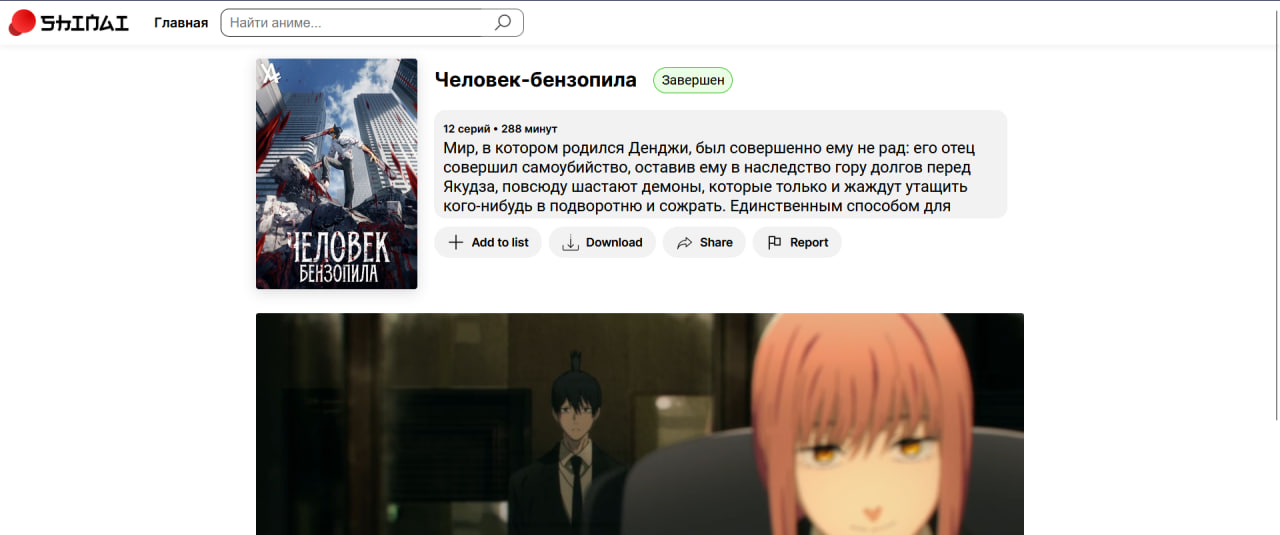 SHINAI
Главная
Найти аниме...
Человек-бензопила
Завершен
12 серий • 288 минут
Мир, в котором родился Денджи, был совершенно ему не рад: его отец
совершил самоубийство, оставив ему в наследство гору долгов перед
Якудза, повсюду шастают демоны, которые только и жаждут утащить
кого-нибудь в подворотню и сожрать. Единственным способом для
Add to list
Download
Share
Report
ЧЕЛОВЕК
БЕНЗОПИЛА